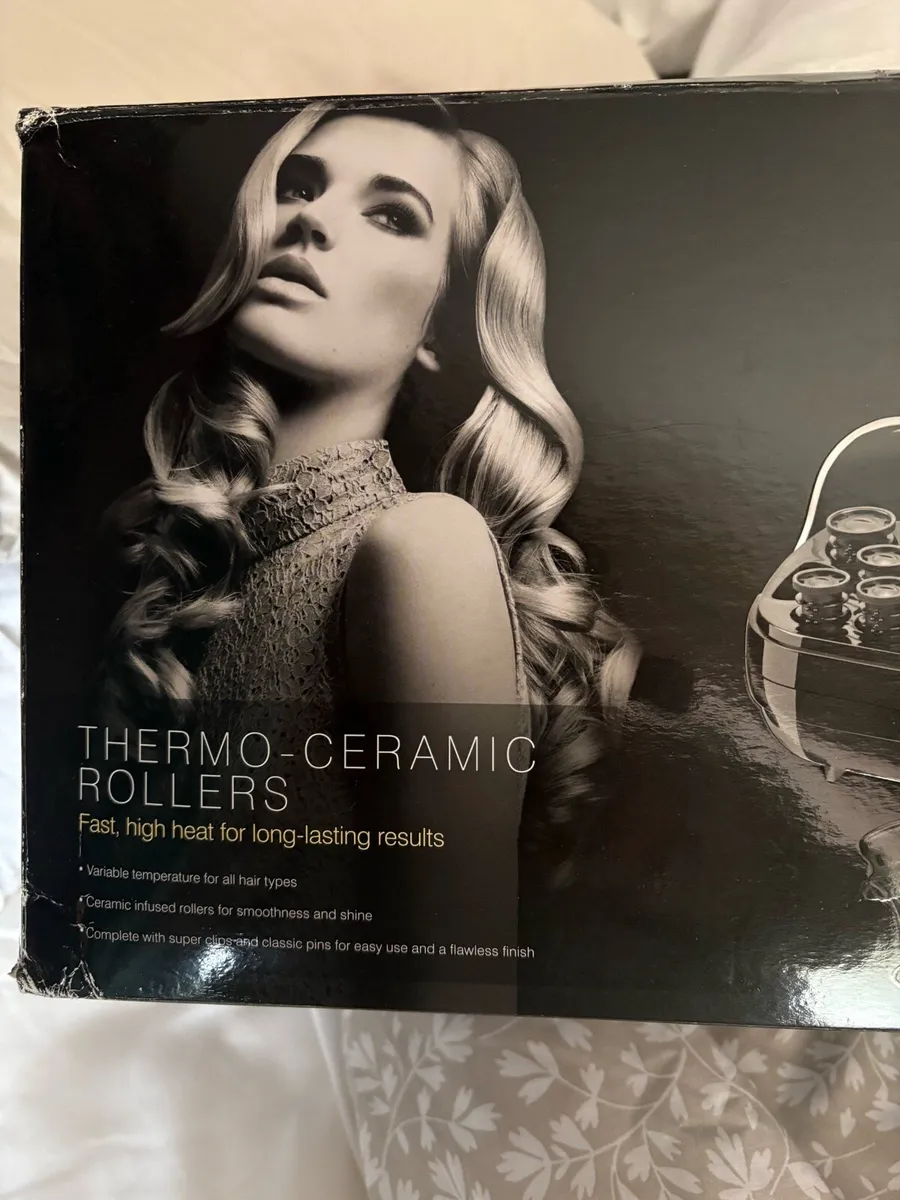 THERMO-CERAMIC
ROLLERS
Fast, high heat for long-lasting results
• Variable temperature for all hair types
• Ceramic infused rollers for smoothness and shine
• Complete with super clips and classic pins for easy use and a flawless finish